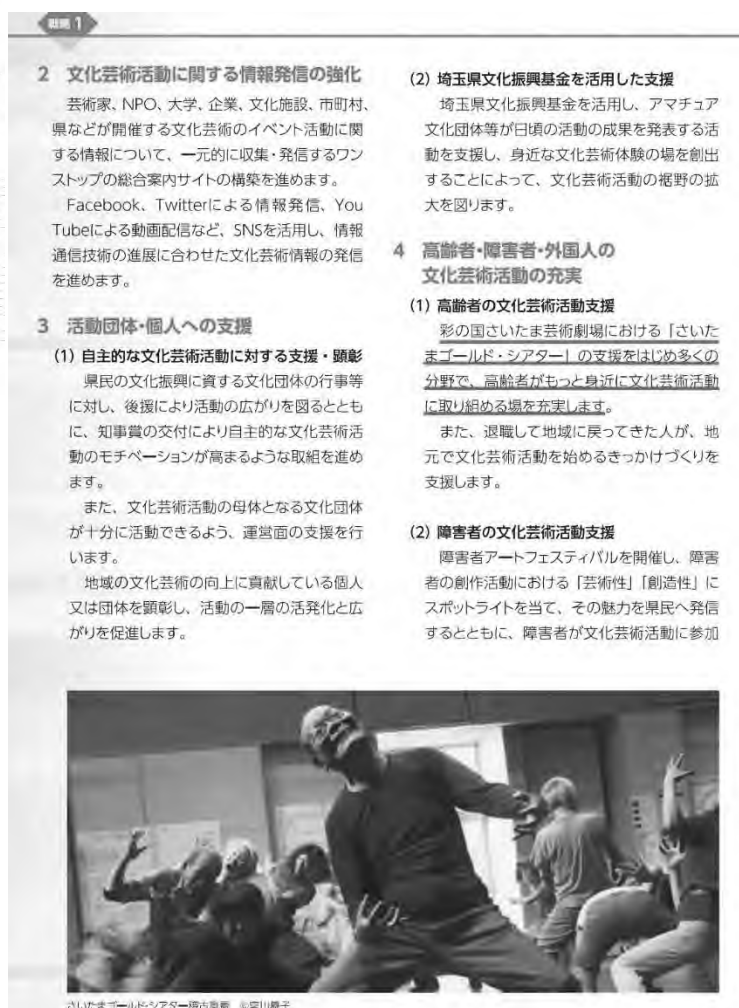 戦略 1
2 文化芸術活動に関する情報発信の強化
芸術家、NPO、大学、企業、文化施設、市町村、
県などが開催する文化芸術のイベント活動に関
する情報について、一元的に収集・発信するワン
ストップの総合案内サイトの構築を進めます。
Facebook、Twitterによる情報発信、You
Tubeによる動画配信など、SNSを活用し、情報
通信技術の進展に合わせた文化芸術情報の発信
を進めます。
3 活動団体・個人への支援
(1) 自主的な文化芸術活動に対する支援・顕彰
県民の文化振興に資する文化団体の行事等
に対し、後援により活動の広がりを図るととも
に、知事賞の交付により自主的な文化芸術活
動のモチベーションが高まるような取組を進め
ます。
また、文化芸術活動の母体となる文化団体
が十分に活動できるよう、運営面の支援を行
います。
地域の文化芸術の向上に貢献している個人
又は団体を顕彰し、活動の一層の活発化と広
がりを促進します。
(2) 埼玉県文化振興基金を活用した支援
埼玉県文化振興基金を活用し、アマチュア
文化団体等が日頃の活動の成果を発表する活
動を支援し、身近な文化芸術体験の場を創出
することによって、文化芸術活動の裾野の拡
大を図ります。
4 高齢者・障害者・外国人の
文化芸術活動の充実
(1) 高齢者の文化芸術活動支援
彩の国さいたま芸術劇場における「さいた
まゴールド・シアター」の支援をはじめ多くの
分野で、高齢者がもっと身近に文化芸術活動
に取り組める場を充実します。
また、退職して地域に戻ってきた人が、地
元で文化芸術活動を始めるきっかけづくりを
支援します。
(2) 障害者の文化芸術活動支援
障害者アートフェスティバルを開催し、障害
者の創作活動における「芸術性」「創造性」に
スポットライトを当て、その魅力を県民へ発信
するとともに、障害者が文化芸術活動に参加
さいたまゴールド・シアター稽古風景 ©宮川舞子